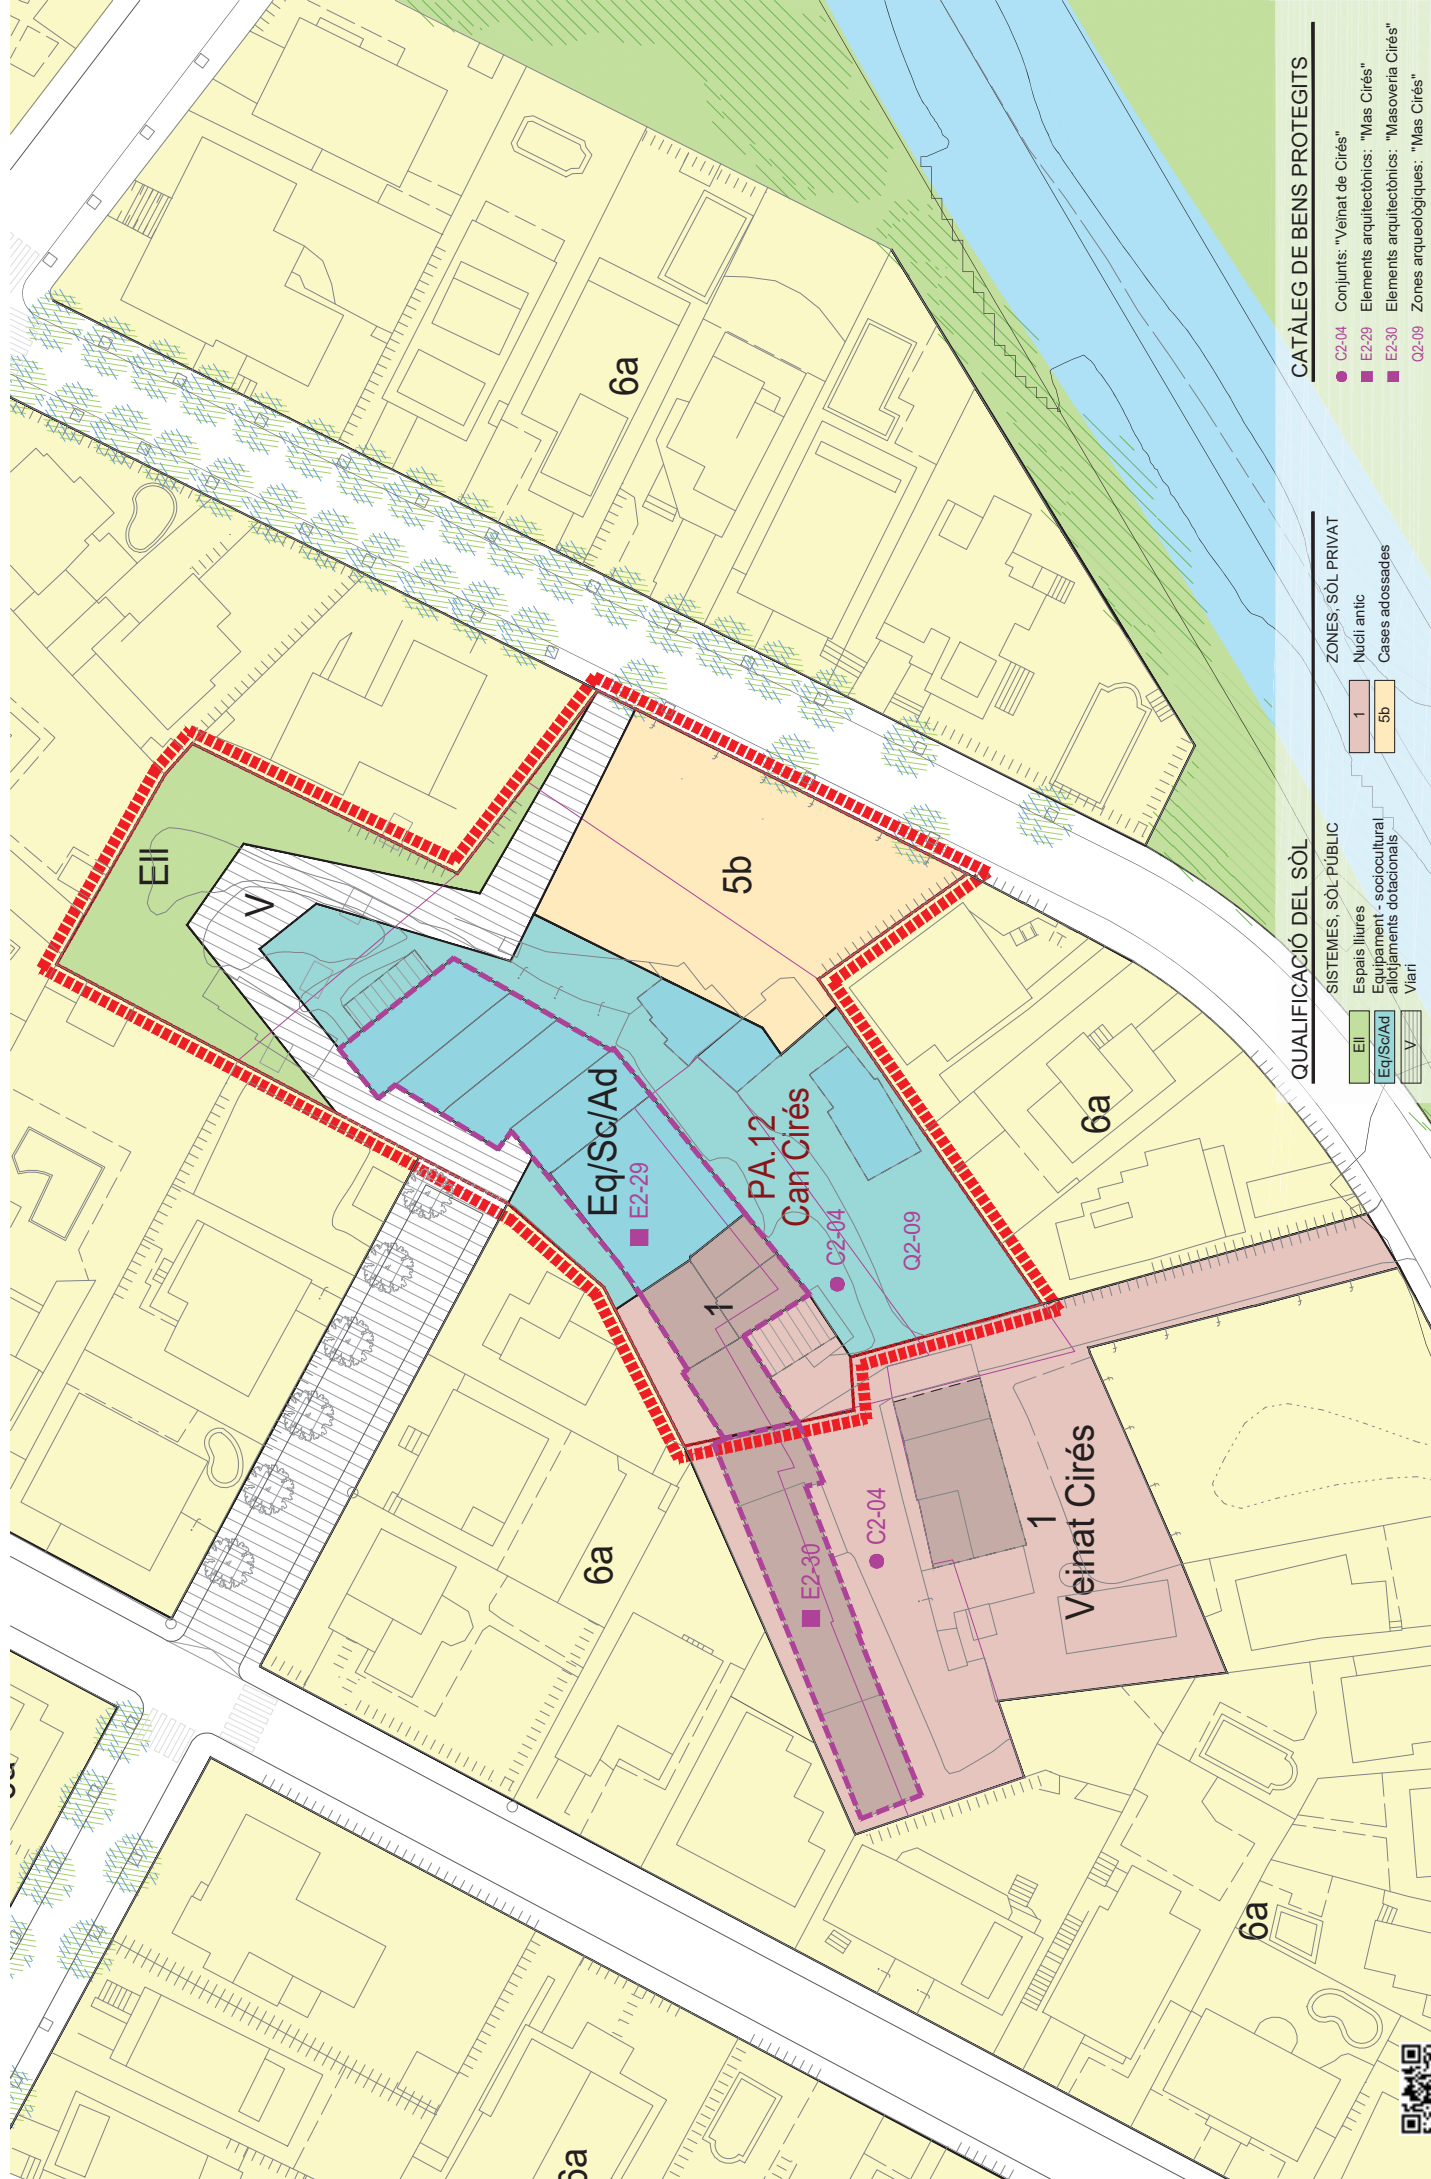 6a
6a
Ell
V
5b
Eq/Sc/Ad
E2-29
PA.12
Can Cirés
C2-04
Q2-09
1
6a
6a
E2-30
C2-04
1
Veinat Cirés
6a
QUALIFICACIÓ DEL SÒL
SISTEMES, SÒL PÚBLIC
Ell Espais lliures
Eq/Sc/Ad Equipament - sociocultural
allotjaments dotacionals
V Viari
ZONES, SÒL PRIVAT
1 Nucli antic
5b Cases adossades
CATÀLEG DE BENS PROTEGITS
C2-04 Conjunts: "Veïnat de Cirés"
E2-29 Elements arquitectònics: "Mas Cirés"
E2-30 Elements arquitectònics: "Masoveria Cirés"
Q2-09 Zones arqueològiques: "Mas Cirés"